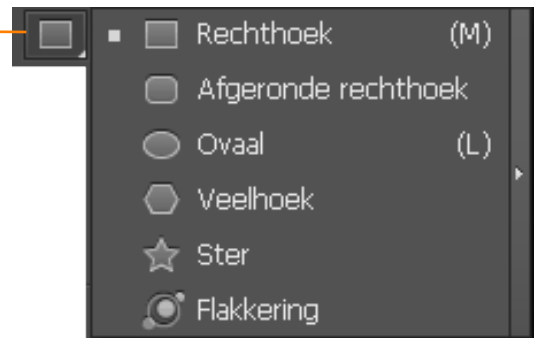 Rechthoek (M)
Afgeronde rechthoek
Ovaal (L)
Veelhoek
Ster
Flakkering